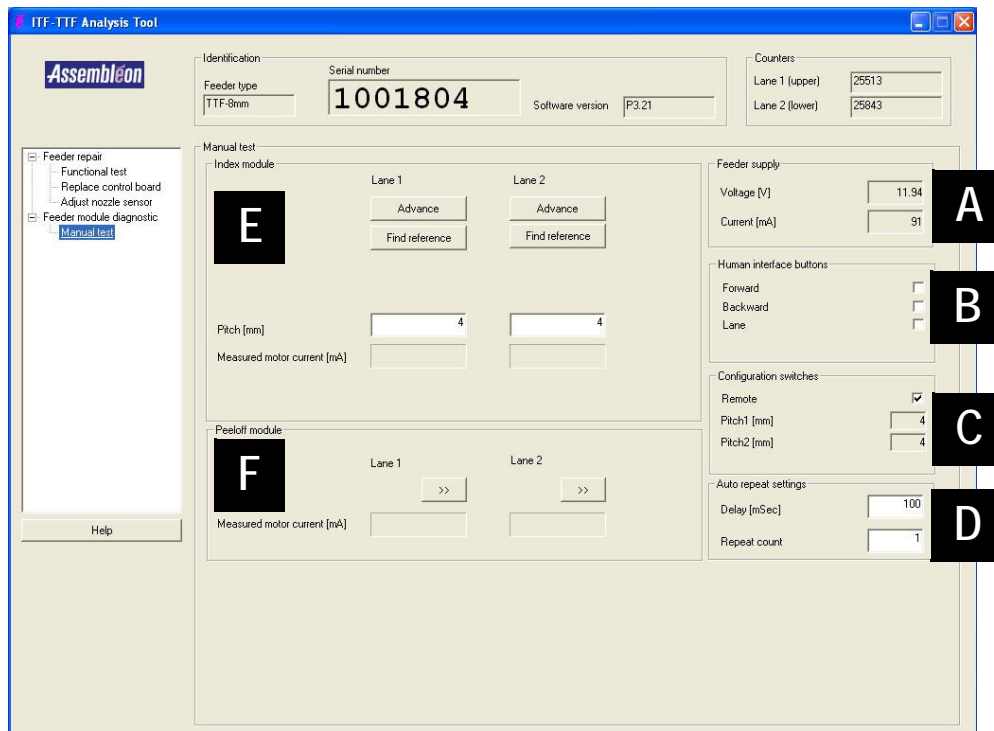 ITF-TTF Analysis Tool
Assembléon
Identification
Feeder type
TTF-8mm
Serial number
1001804
Software version
P3.21
Counters
Lane 1 (upper)
25513
Lane 2 (lower)
25843
Feeder repair
Functional test
Replace control board
Adjust nozzle sensor
Feeder module diagnostic
Manual test
Help
Manual test
Index module
E
Lane 1
Lane 2
Advance
Advance
Find reference
Find reference
Pitch [mm]
4
4
Measured motor current [mA]
Peeloff module
F
Lane 1
Lane 2
>>
>>
Measured motor current [mA]
Feeder supply
Voltage [V]
11.94
Current [mA]
91
A
Human interface buttons
Forward
Backward
Lane
B
Configuration switches
Remote
Pitch1 [mm]
4
Pitch2 [mm]
4
C
Auto repeat settings
Delay [mSec]
100
Repeat count
1
D